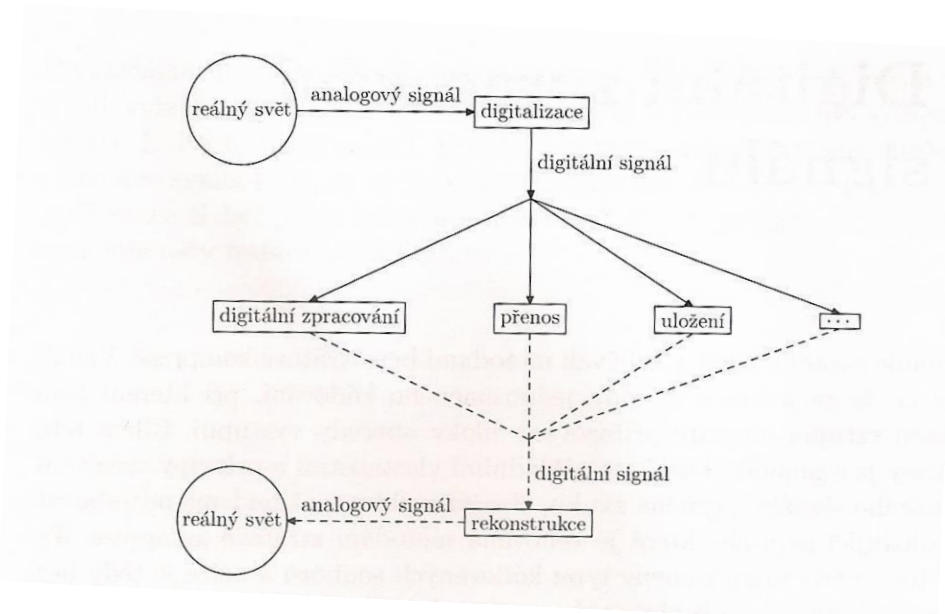 analogový signál
reálný svět
digitalizace
digitální signál
digitální zpracování
přenos
uložení
...
digitální signál
analogový signál
reálný svět
rekonstrukce